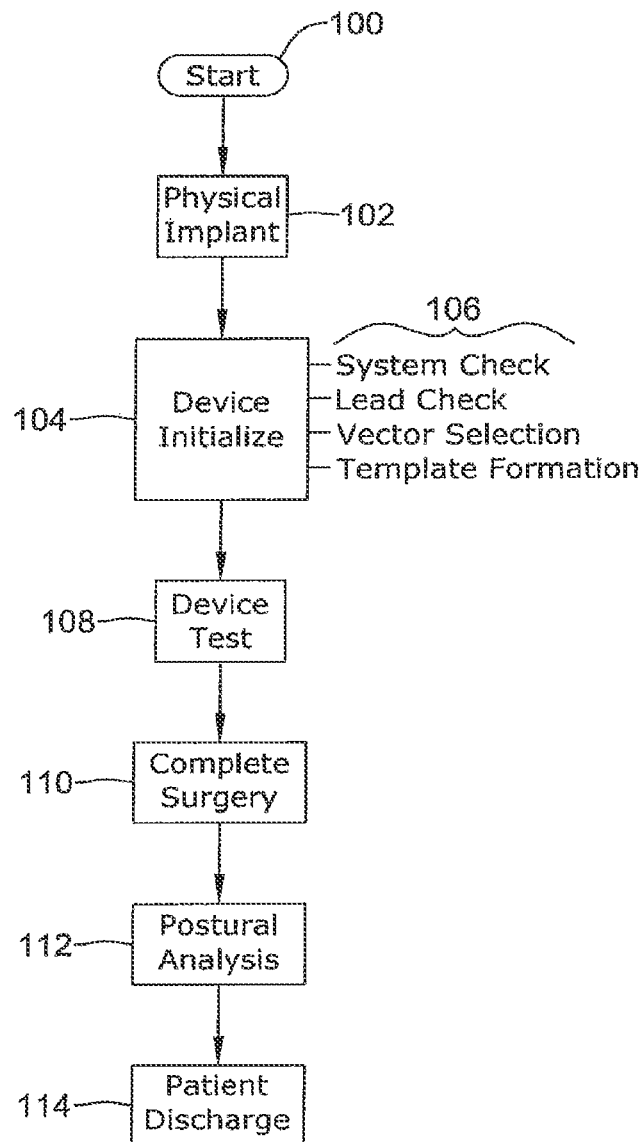 100
Start
Physical
Implant
102
106
System Check
Lead Check
Vector Selection
Template Formation
104
Device
Initialize
108
Device
Test
110
Complete
Surgery
112
Postural
Analysis
114
Patient
Discharge